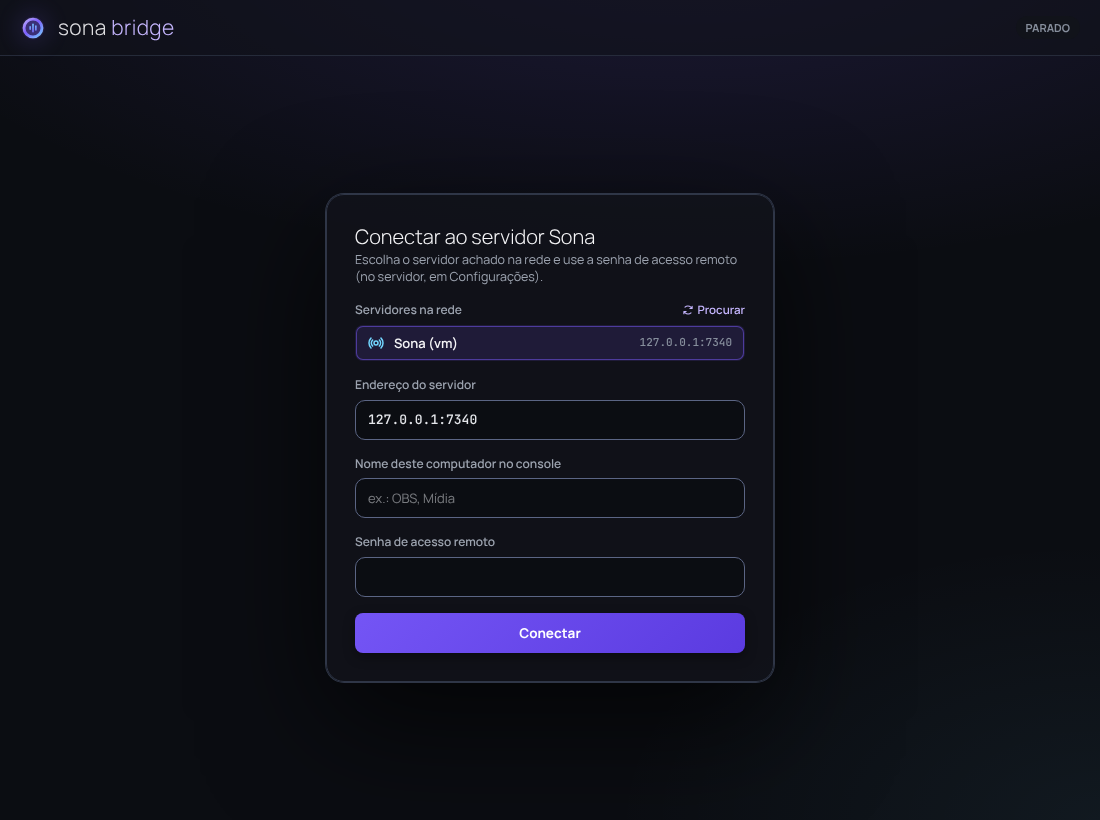 sona bridge
PARADO
Conectar ao servidor Sona
Escolha o servidor achado na rede e use a senha de acesso remoto
(no servidor, em Configurações).
Servidores na rede
Procurar
Sona (vm)
127.0.0.1:7340
Endereço do servidor
127.0.0.1:7340
Nome deste computador no console
ex.: OBS, Mídia
Senha de acesso remoto
Conectar